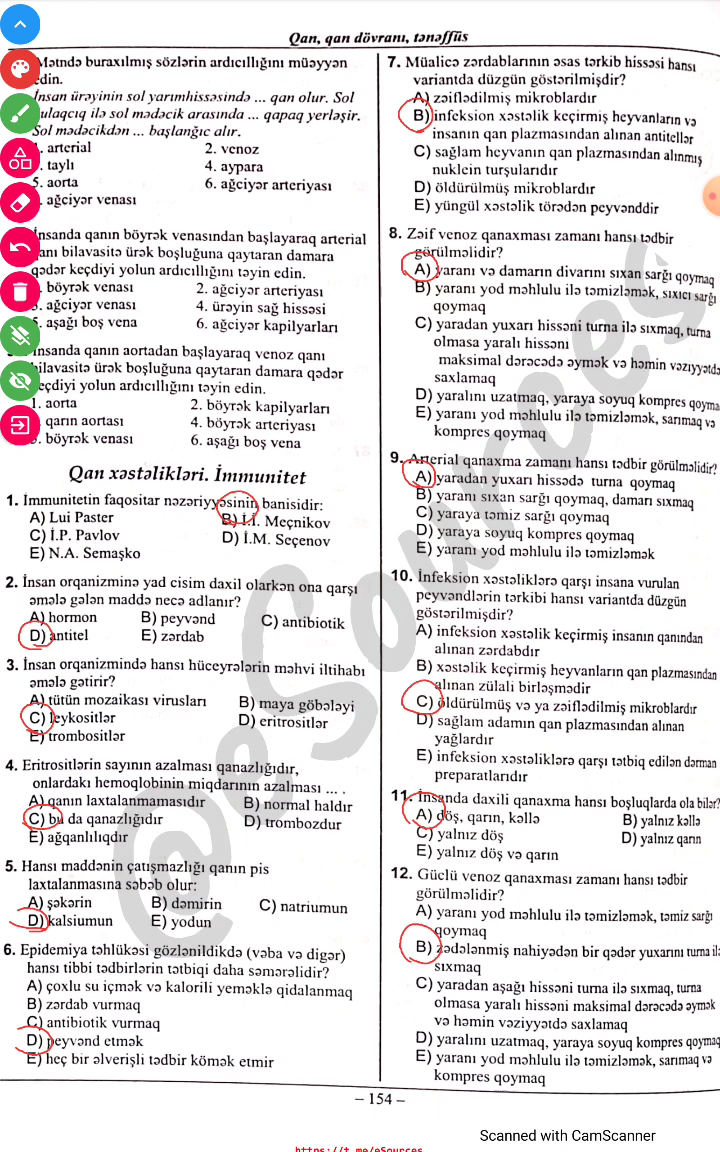 Qan, qan dövranı, tənəffüs
Mətndə buraxılmış sözlərin ardıcıllığını müəyyən
edin.
İnsan ürəyinin sol yarımhissəsində ... qan olur. Sol
qulaqcıq ilə sol mədəcik arasında ... qapaq yerləşir.
Sol mədəcikdən ... başlanğıc alır.
arterial 2. venoz
taylı 4. aypara
5. aorta 6. ağciyər arteriyası
ağciyər venası
İnsanda qanın böyrək venasından başlayaraq arterial
qanı bilavasitə ürək boşluğuna qaytaran damara
qədər keçdiyi yolun ardıcıllığını təyin edin.
böyrək venası 2. ağciyər arteriyası
ağciyər venası 4. ürəyin sağ hissəsi
aşağı boş vena 6. ağciyər kapilyarları
İnsanda qanın aortadan başlayaraq venoz qanı
bilavasitə ürək boşluğuna qaytaran damara qədər
keçdiyi yolun ardıcıllığını təyin edin.
1. aorta 2. böyrək kapilyarları
qarın aortası 4. böyrək arteriyası
böyrək venası 6. aşağı boş vena
Qan xəstəlikləri. İmmunitet
1. İmmunitetin faqositar nəzəriyyəsinin banisidir:
A) Lui Paster B) İ.İ. Meçnikov
C) İ.P. Pavlov D) İ.M. Seçenov
E) N.A. Semaşko
2. İnsan orqanizminə yad cisim daxil olarkən ona qarşı
əmələ gələn maddə necə adlanır?
A) hormon B) peyvənd C) antibiotik
D) antitel E) zərdab
3. İnsan orqanizmində hansı hüceyrələrin məhvi iltihabı
əmələ gətirir?
A) tütün mozaikası virusları B) maya göbələyi
C) leykositlər D) eritrositlər
E) trombositlər
4. Eritrositlərin sayının azalması qanazlığıdır,
onlardakı hemoqlobinin miqdarının azalması ... .
A) qanın laxtalanmamasıdır B) normal haldır
C) bu da qanazlığıdır D) trombozdur
E) ağqanlılıqdır
5. Hansı maddənin çatışmazlığı qanın pis
laxtalanmasına səbəb olur:
A) şəkərin B) dəmirin C) natriumun
D) kalsiumun E) yodun
6. Epidemiya təhlükəsi gözlənildikdə (vəba və digər)
hansı tibbi tədbirlərin tətbiqi daha səmərəlidir?
A) çoxlu su içmək və kalorili yeməklə qidalanmaq
B) zərdab vurmaq
C) antibiotik vurmaq
D) peyvənd etmək
E) heç bir əlverişli tədbir kömək etmir
7. Müalicə zərdablarının əsas tərkib hissəsi hansı
variantda düzgün göstərilmişdir?
A) zəiflədilmiş mikroblardır
B) infeksion xəstəlik keçirmiş heyvanların və
insanın qan plazmasından alınan antitellər
C) sağlam heyvanın qan plazmasından alınmış
nuklein turşularıdır
D) öldürülmüş mikroblardır
E) yüngül xəstəlik törədən peyvənddir
8. Zəif venoz qanaxması zamanı hansı tədbir
görülməlidir?
A) yaranı və damarın divarını sıxan sarğı qoymaq
B) yaranı yod məhlulu ilə təmizləmək, sıxıcı sarğı
qoymaq
C) yaradan yuxarı hissəni turna ilə sıxmaq, turna
olmasa yaralı hissəni
maksimal dərəcədə əymək və həmin vəziyyətdə
saxlamaq
D) yaralını uzatmaq, yaraya soyuq kompres qoyma
E) yaranı yod məhlulu ilə təmizləmək, sarımaq və
kompres qoymaq
9. Arterial qanaxma zamanı hansı tədbir görülməlidir?
A) yaradan yuxarı hissədə turna qoymaq
B) yaranı sıxan sarğı qoymaq, damarı sıxmaq
C) yaraya təmiz sarğı qoymaq
D) yaraya soyuq kompres qoymaq
E) yaranı yod məhlulu ilə təmizləmək
10. İnfeksion xəstəliklərə qarşı insana vurulan
peyvəndlərin tərkibi hansı variantda düzgün
göstərilmişdir?
A) infeksion xəstəlik keçirmiş insanın qanından
alınan zərdabdır
B) xəstəlik keçirmiş heyvanların qan plazmasından
alınan zülali birləşmədir
C) öldürülmüş və ya zəiflədilmiş mikroblardır
D) sağlam adamın qan plazmasından alınan
yağlardır
E) infeksion xəstəliklərə qarşı tətbiq edilən dərman
preparatlarıdır
11. İnsanda daxili qanaxma hansı boşluqlarda ola bilər?
A) döş, qarın, kəllə B) yalnız kəllə
C) yalnız döş D) yalnız qarın
E) yalnız döş və qarın
12. Güclü venoz qanaxması zamanı hansı tədbir
görülməlidir?
A) yaranı yod məhlulu ilə təmizləmək, təmiz sarğı
qoymaq
B) zədələnmiş nahiyədən bir qədər yuxarını turna ilə
sıxmaq
C) yaradan aşağı hissəni turna ilə sıxmaq, turna
olmasa yaralı hissəni maksimal dərəcədə əymək
və həmin vəziyyətdə saxlamaq
D) yaralını uzatmaq, yaraya soyuq kompres qoymaq
E) yaranı yod məhlulu ilə təmizləmək, sarımaq və
kompres qoymaq
– 154 –
@eSources
Scanned with CamScanner
https://t.me/eSources